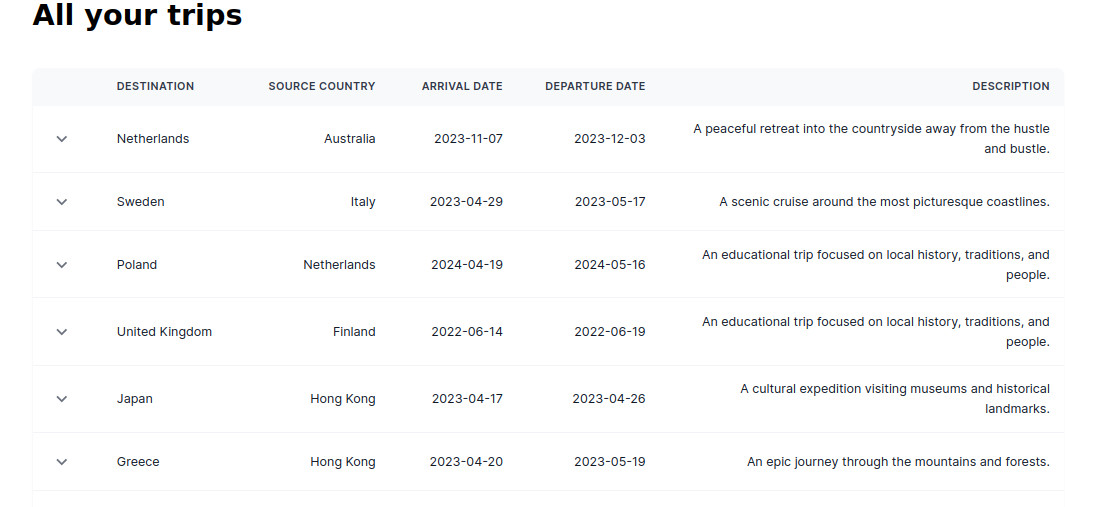 All your trips
DESTINATION SOURCE COUNTRY ARRIVAL DATE DEPARTURE DATE DESCRIPTION
Netherlands Australia 2023-11-07 2023-12-03 A peaceful retreat into the countryside away from the hustle
and bustle.
Sweden Italy 2023-04-29 2023-05-17 A scenic cruise around the most picturesque coastlines.
Poland Netherlands 2024-04-19 2024-05-16 An educational trip focused on local history, traditions, and
people.
United Kingdom Finland 2022-06-14 2022-06-19 An educational trip focused on local history, traditions, and
people.
Japan Hong Kong 2023-04-17 2023-04-26 A cultural expedition visiting museums and historical
landmarks.
Greece Hong Kong 2023-04-20 2023-05-19 An epic journey through the mountains and forests.